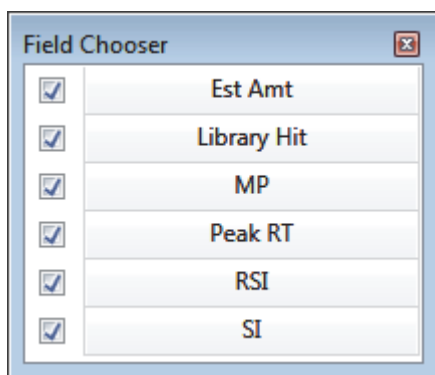 Field Chooser
Est Amt
Library Hit
MP
Peak RT
RSI
SI